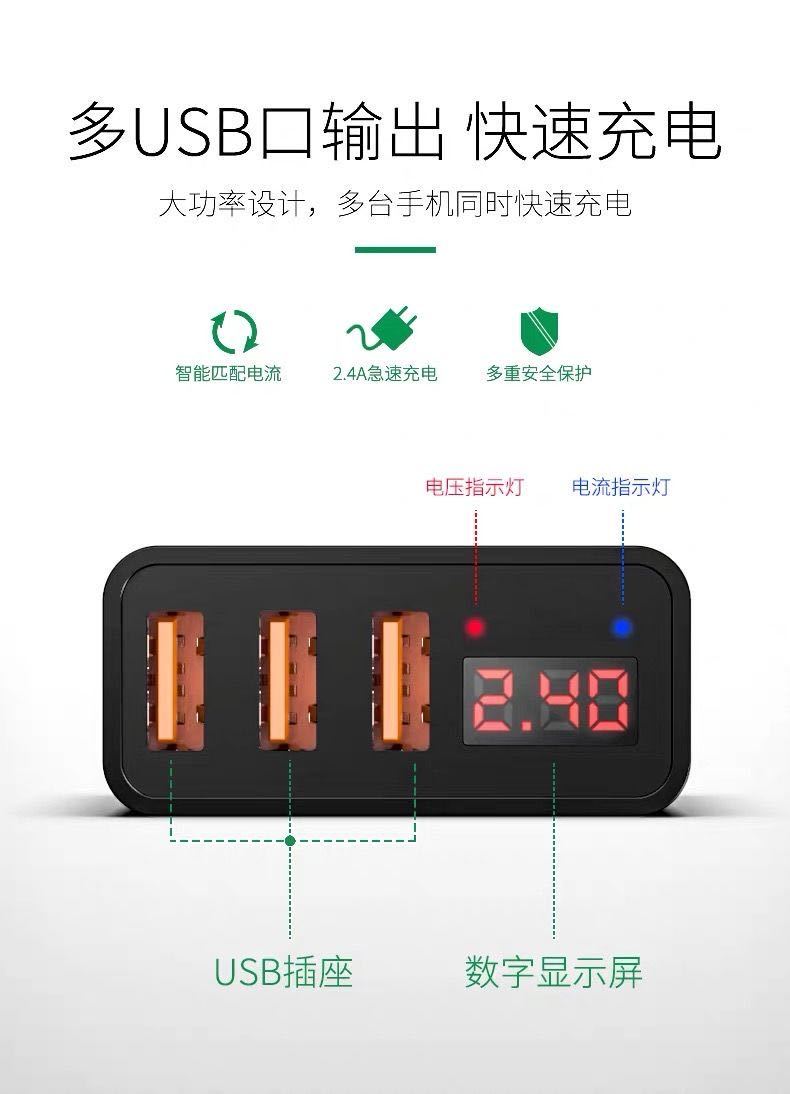 多USB口输出 快速充电
大功率设计，多台手机同时快速充电
智能匹配电流 2.4A急速充电 多重安全保护
电压指示灯 电流指示灯
2.40
USB插座 数字显示屏